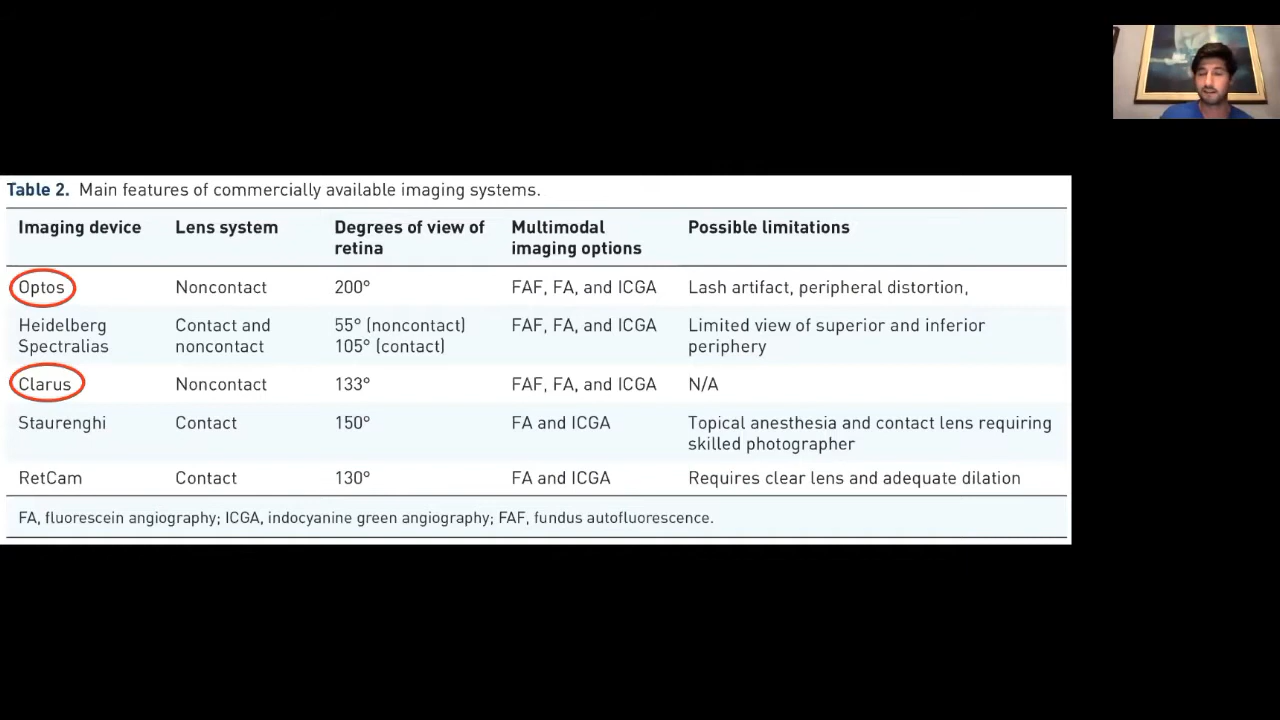 Table 2. Main features of commercially available imaging systems.
Imaging device Lens system Degrees of view of retina Multimodal imaging options Possible limitations
Optos Noncontact 200° FAF, FA, and ICGA Lash artifact, peripheral distortion,
Heidelberg Spectralias Contact and noncontact 55° (noncontact) 105° (contact) FAF, FA, and ICGA Limited view of superior and inferior periphery
Clarus Noncontact 133° FAF, FA, and ICGA N/A
Staurenghi Contact 150° FA and ICGA Topical anesthesia and contact lens requiring skilled photographer
RetCam Contact 130° FA and ICGA Requires clear lens and adequate dilation
FA, fluorescein angiography; ICGA, indocyanine green angiography; FAF, fundus autofluorescence.